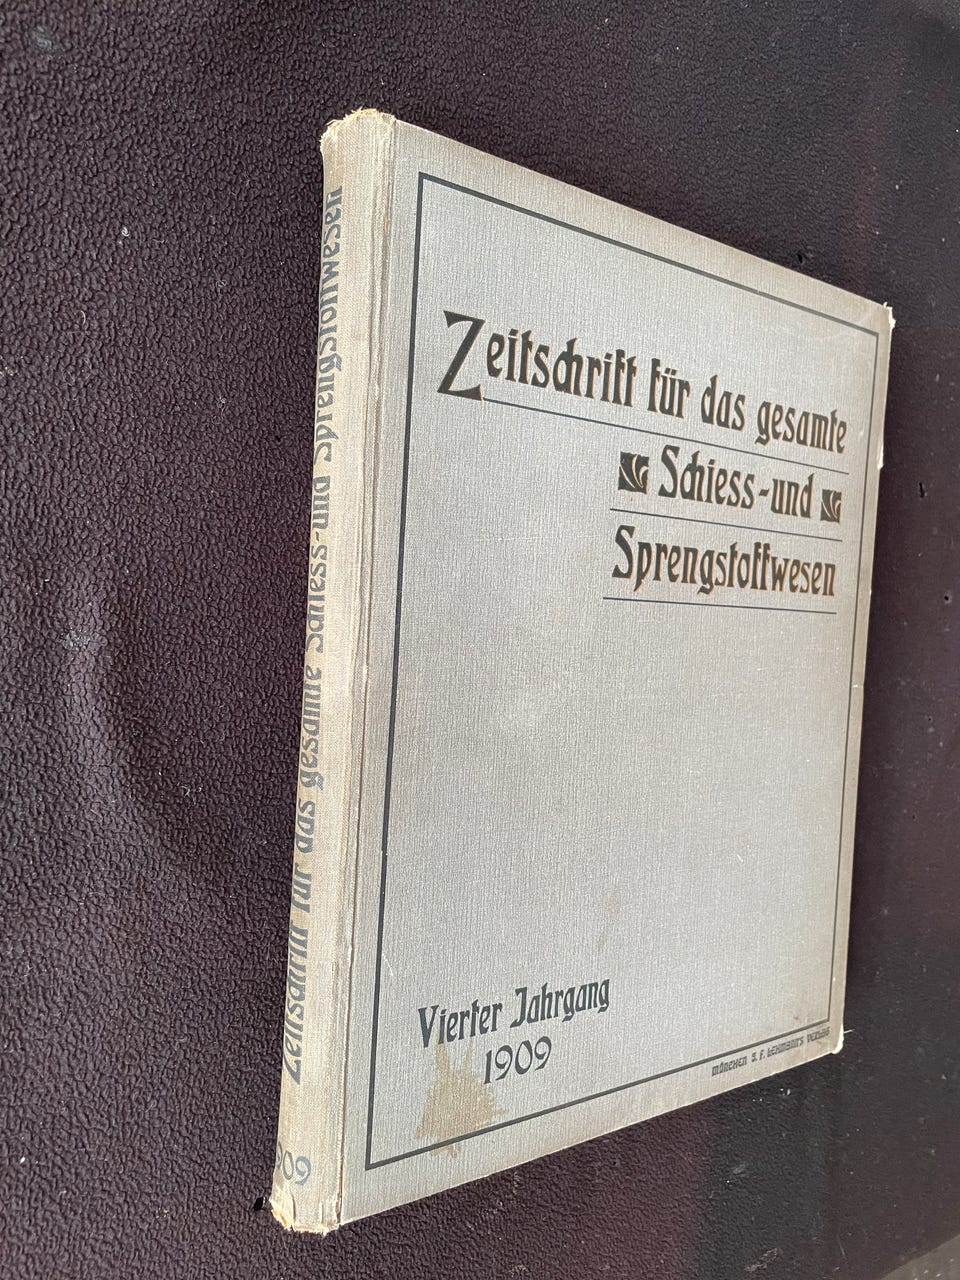 Zeitschrift für das gesamte
Schiess-und
Sprengstoffwesen
Vierter Jahrgang
1909
MÜNCHEN J. F. LEHMANN'S VERLAG
Zeitschrift für das gesamte Schiess-und Sprengstoffwesen
1909